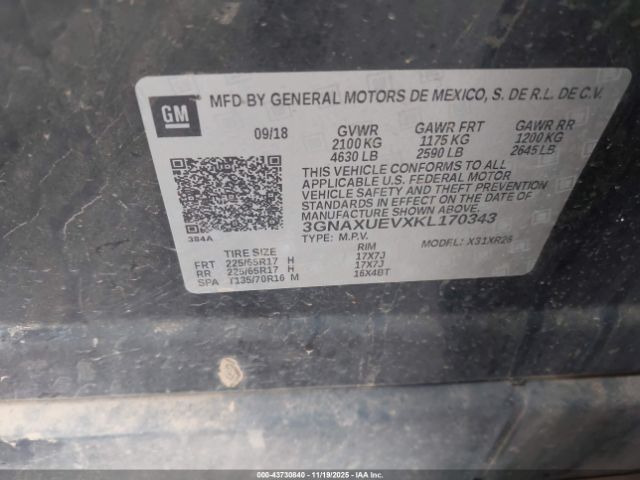 GM
MFD BY GENERAL MOTORS DE MEXICO, S. DE R.L. DE C.V.
09/18 GVWR GAWR FRT GAWR RR
2100 KG 1175 KG 1200 KG
4630 LB 2590 LB 2645 LB
THIS VEHICLE CONFORMS TO ALL
APPLICABLE U.S. FEDERAL MOTOR
VEHICLE SAFETY AND THEFT PREVENTION
STANDARDS IN EFFECT ON THE DATE OF
MANUFACTURE SHOWN ABOVE.
3GNAXUEVXKL170343
384A
TYPE: M.P.V. MODEL: X31XR26
TIRE SIZE RIM
FRT 225/65R17 H 17X7J
RR 225/65R17 H 17X7J
SPA T135/70R16 M 16X4BT
000-43730840 - 11/19/2025 - IAAI.COM